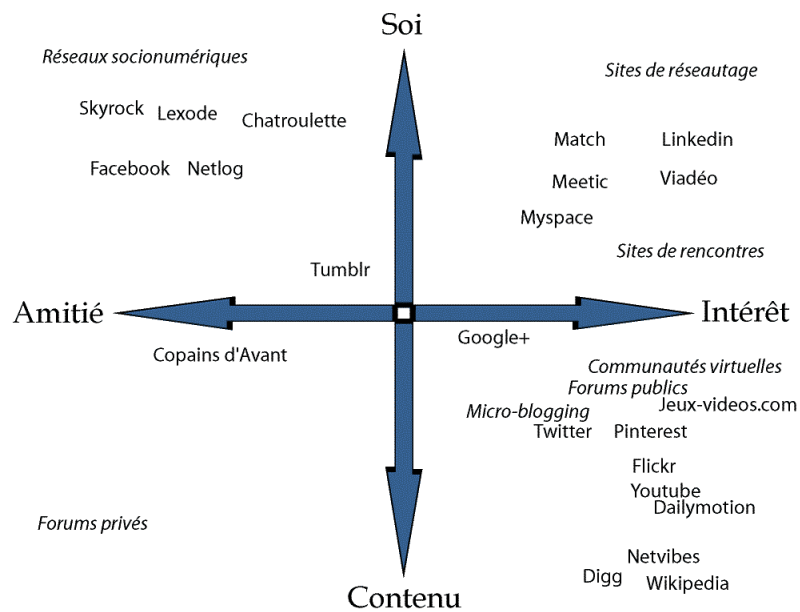 Soi
Réseaux socionumériques
Sites de réseautage
Skyrock Lexode Chatroulette
Match Linkedin
Facebook Netlog
Meetic Viadéo
Myspace
Sites de rencontres
Tumblr
Amitié Intérêt
Google+
Copains d'Avant
Communautés virtuelles
Forums publics
Jeux-videos.com
Micro-blogging
Twitter Pinterest
Flickr
Youtube
Dailymotion
Forums privés
Netvibes
Digg Wikipedia
Contenu